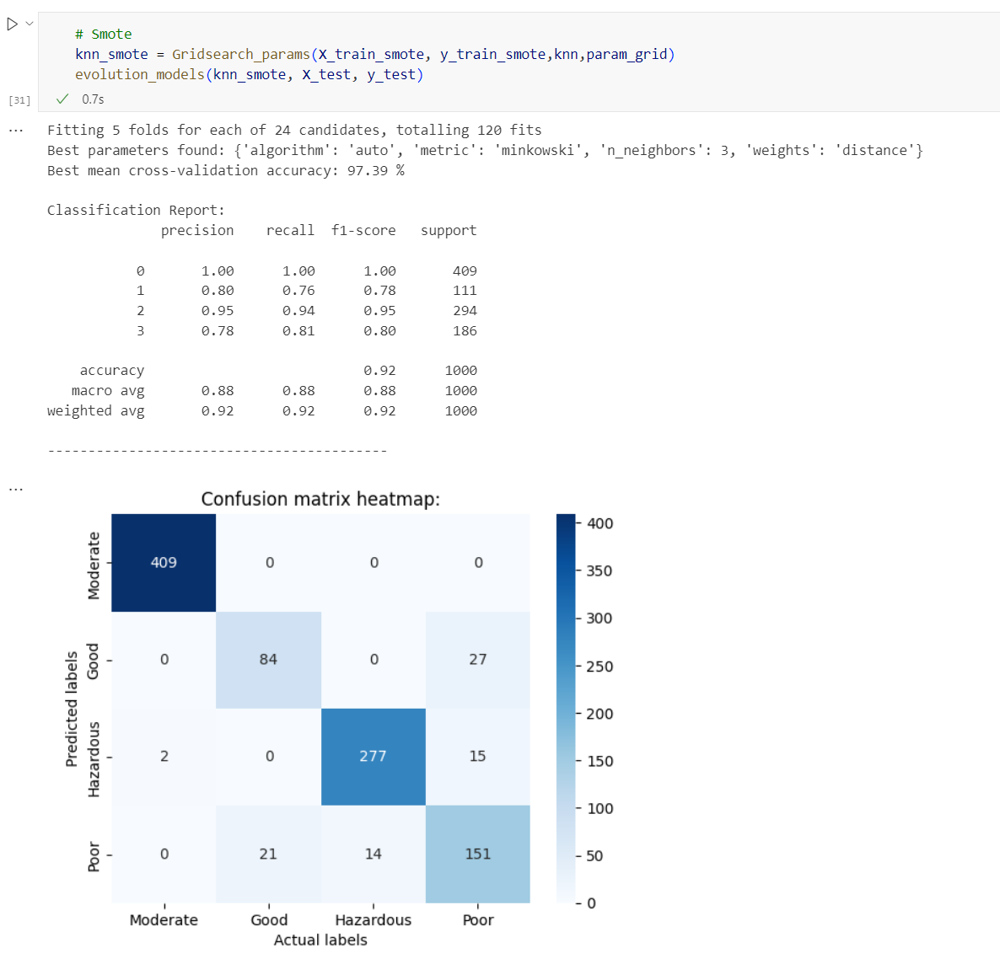 # Smote
knn_smote = Gridsearch_params(X_train_smote, y_train_smote,knn,param_grid)
evolution_models(knn_smote, X_test, y_test)
[31] 0.7s
... Fitting 5 folds for each of 24 candidates, totalling 120 fits
Best parameters found: {'algorithm': 'auto', 'metric': 'minkowski', 'n_neighbors': 3, 'weights': 'distance'}
Best mean cross-validation accuracy: 97.39 %
Classification Report:
precision recall f1-score support
0 1.00 1.00 1.00 409
1 0.80 0.76 0.78 111
2 0.95 0.94 0.95 294
3 0.78 0.81 0.80 186
accuracy 0.92 1000
macro avg 0.88 0.88 0.88 1000
weighted avg 0.92 0.92 0.92 1000
------------------------------------------
...
Confusion matrix heatmap:
Predicted labels
Moderate 409 0 0 0
Good 0 84 0 27
Hazardous 2 0 277 15
Poor 0 21 14 151
Moderate Good Hazardous Poor
Actual labels
400
350
300
250
200
150
100
50
0